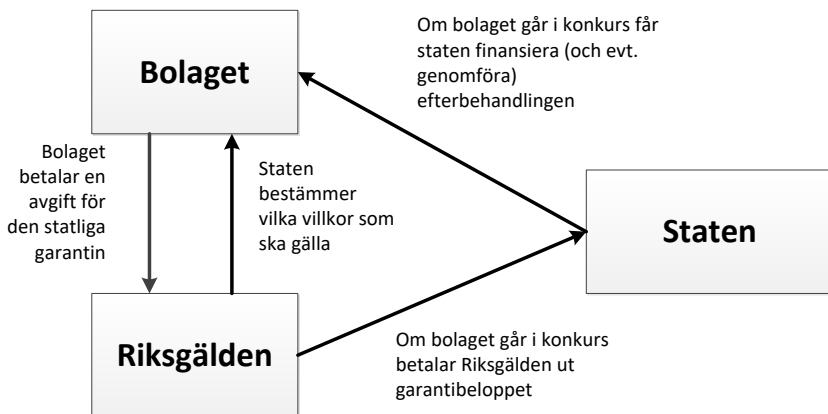 Bolaget
Om bolaget går i konkurs får
staten finansiera (och evt.
genomföra)
efterbehandlingen
Bolaget
betalar en
avgift för
den statliga
garantin
Staten
bestämmer
vilka villkor som
ska gälla
Staten
Riksgälden
Om bolaget går i konkurs
betalar Riksgälden ut
garantibeloppet